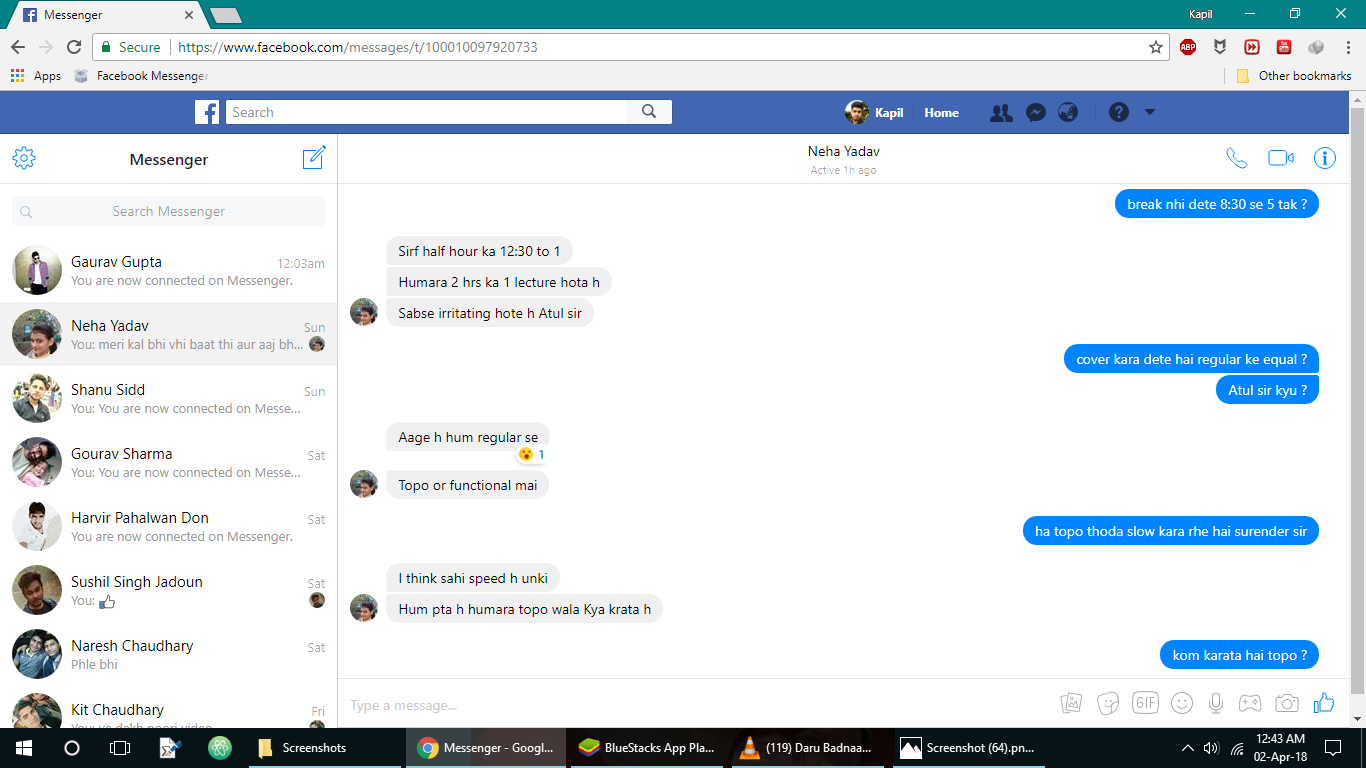 Messenger
Kapil
Secure
https://www.facebook.com/messages/t/100010097920733
ABP
Apps
Facebook Messenger
Other bookmarks
Search
Kapil
Home
Messenger
Search Messenger
Gaurav Gupta
12:03am
You are now connected on Messenger.
Neha Yadav
Sun
You: meri kal bhi vhi baat thi aur aaj bh...
Shanu Sidd
Sun
You: You are now connected on Messe...
Gourav Sharma
Sat
You: You are now connected on Messe...
Harvir Pahalwan Don
Sat
You are now connected on Messenger.
Sushil Singh Jadoun
Sat
You:
Naresh Chaudhary
Sat
Phle bhi
Kit Chaudhary
Fri
Neha Yadav
Active 1h ago
break nhi dete 8:30 se 5 tak ?
Sirf half hour ka 12:30 to 1
Humara 2 hrs ka 1 lecture hota h
Sabse irritating hote h Atul sir
cover kara dete hai regular ke equal ?
Atul sir kyu ?
Aage h hum regular se
1
Topo or functional mai
ha topo thoda slow kara rhe hai surender sir
I think sahi speed h unki
Hum pta h humara topo wala Kya krata h
kom karata hai topo ?
Type a message...
GIF
Screenshots
Messenger - Googl...
BlueStacks App Pla...
(119) Daru Badnaa...
Screenshot (64).pn...
12:43 AM
02-Apr-18